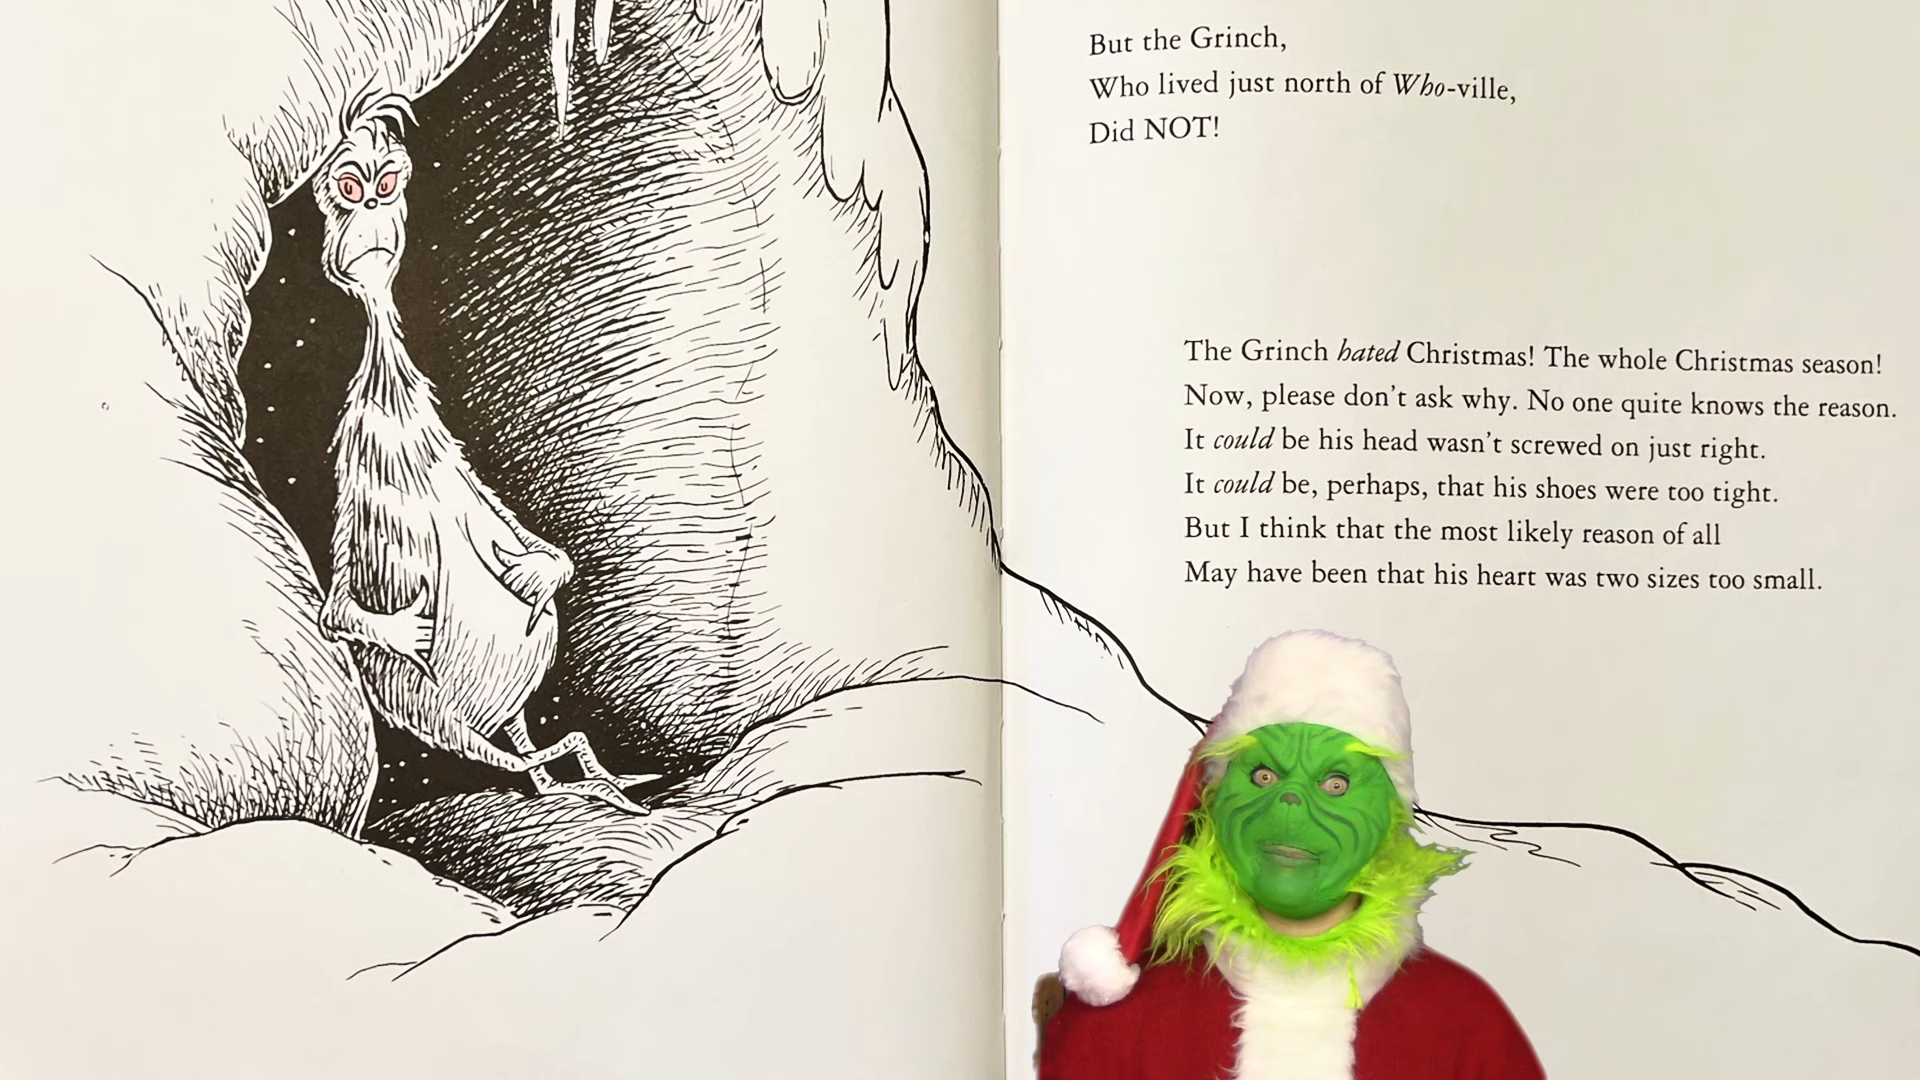 But the Grinch,
Who lived just north of Who-ville,
Did NOT!
The Grinch hated Christmas! The whole Christmas season!
Now, please don't ask why. No one quite knows the reason.
It could be his head wasn't screwed on just right.
It could be, perhaps, that his shoes were too tight.
But I think that the most likely reason of all
May have been that his heart was two sizes too small.